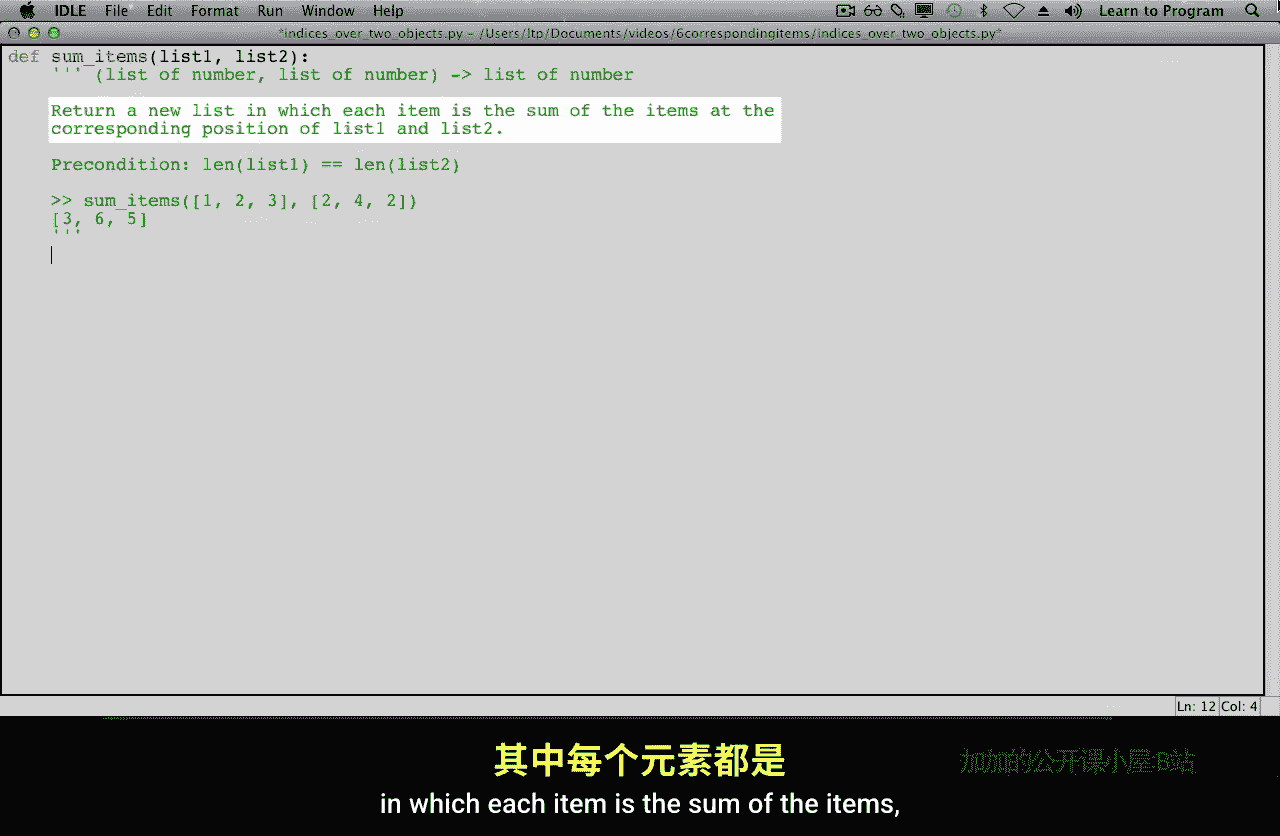 IDLE File Edit Format Run Window Help Learn to Program
*indices_over_two_objects.py - /Users/ltp/Documents/videos/6correspondingitems/indices_over_two_objects.py*
def sum_items(list1, list2):
''' (list of number, list of number) -> list of number
Return a new list in which each item is the sum of the items at the
corresponding position of list1 and list2.
Precondition: len(list1) == len(list2)
>> sum_items([1, 2, 3], [2, 4, 2])
[3, 6, 5]
'''
Ln: 12 Col: 4
其中每个元素都是
加加的公开课小屋:B站
in which each item is the sum of the items,